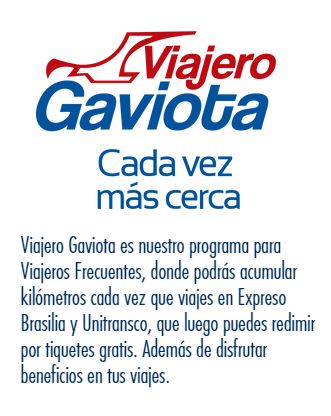 Viajero
Gaviota
Cada vez
más cerca
Viajero Gaviota es nuestro programa para
Viajeros Frecuentes, donde podrás acumular
kilómetros cada vez que viajes en Expreso
Brasilia y Unitransco, que luego puedes redimir
por tiquetes gratis. Además de disfrutar
beneficios en tus viajes.